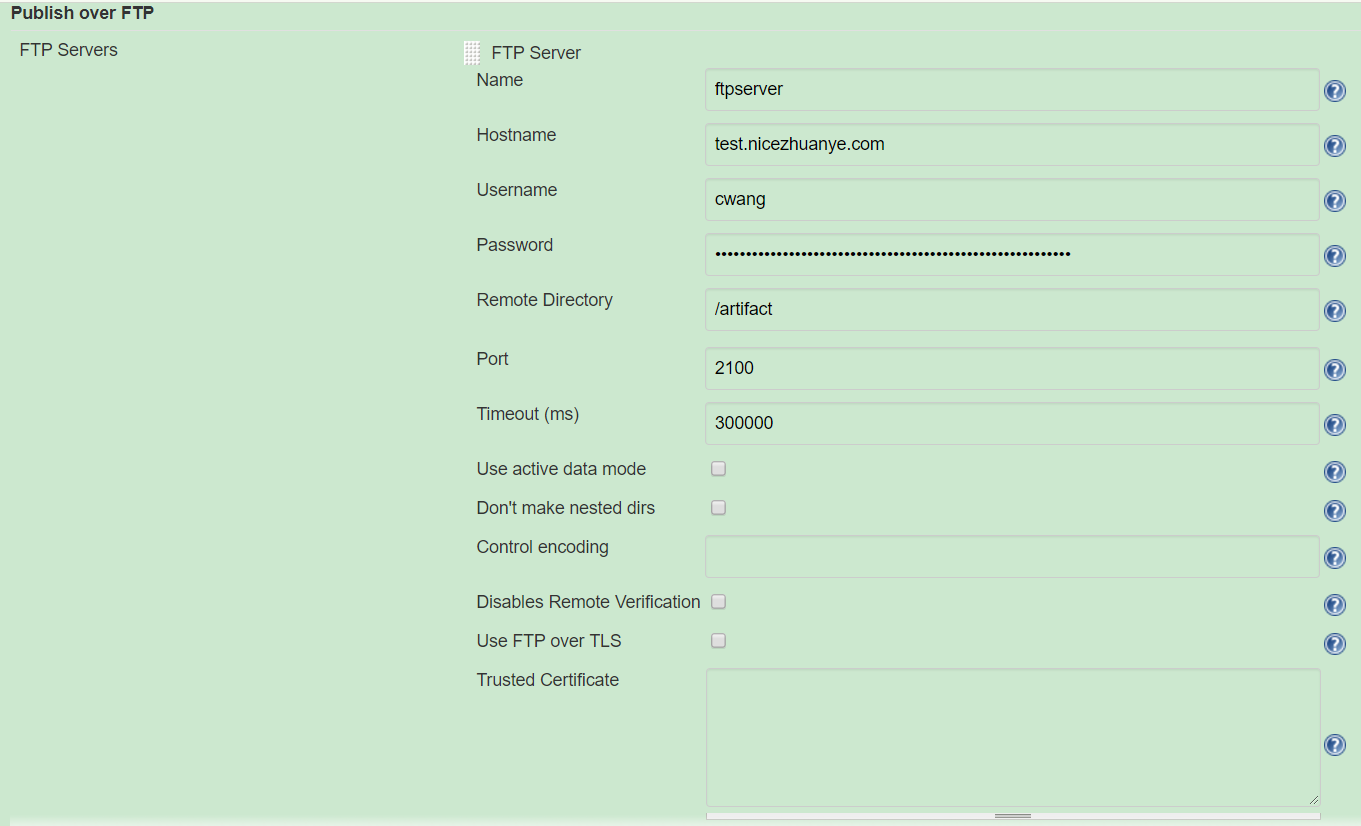 Publish over FTP
FTP Servers
FTP Server
Name
ftpserver
Hostname
test.nicezhuanye.com
Username
cwang
Password
••••••••••••••••••••••••••••••••••••••••••••••••••••••••••
Remote Directory
/artifact
Port
2100
Timeout (ms)
300000
Use active data mode
Don't make nested dirs
Control encoding
Disables Remote Verification
Use FTP over TLS
Trusted Certificate